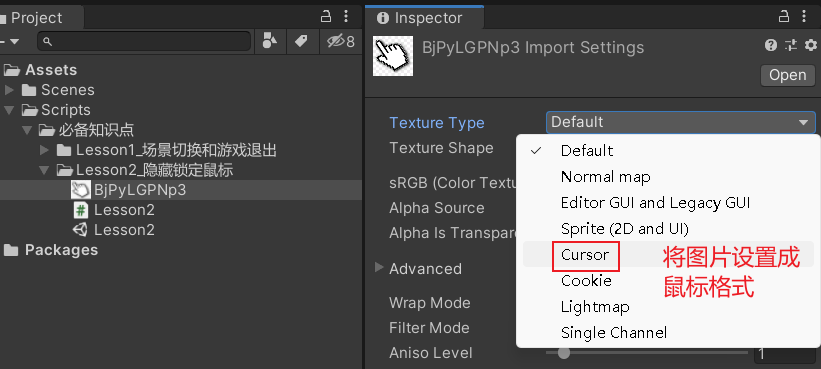 Project
8
Assets
Scenes
Scripts
必备知识点
Lesson1_场景切换和游戏退出
Lesson2_隐藏锁定鼠标
BjPyLGPNp3
Lesson2
Lesson2
Packages
Inspector
BjPyLGPNp3 Import Settings
Open
Texture Type
Default
Texture Shape
sRGB (Color Textu
Alpha Source
Alpha Is Transpare
Advanced
Wrap Mode
Filter Mode
Aniso Level
1
Default
Normal map
Editor GUI and Legacy GUI
Sprite (2D and UI)
Cursor
Cookie
Lightmap
Single Channel
将图片设置成
鼠标格式